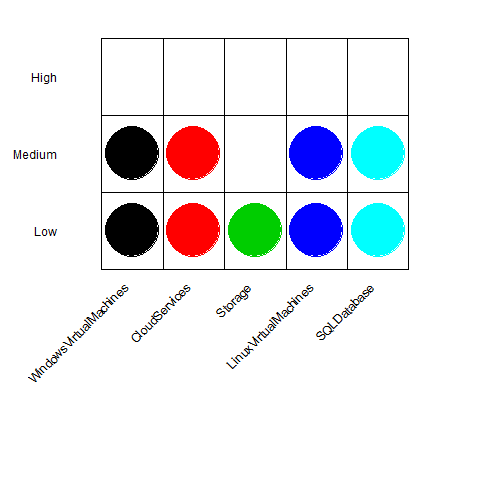 High
Medium
Low
WindowsVirtualMachines
CloudServices
Storage
LinuxVirtualMachines
SQLDatabase